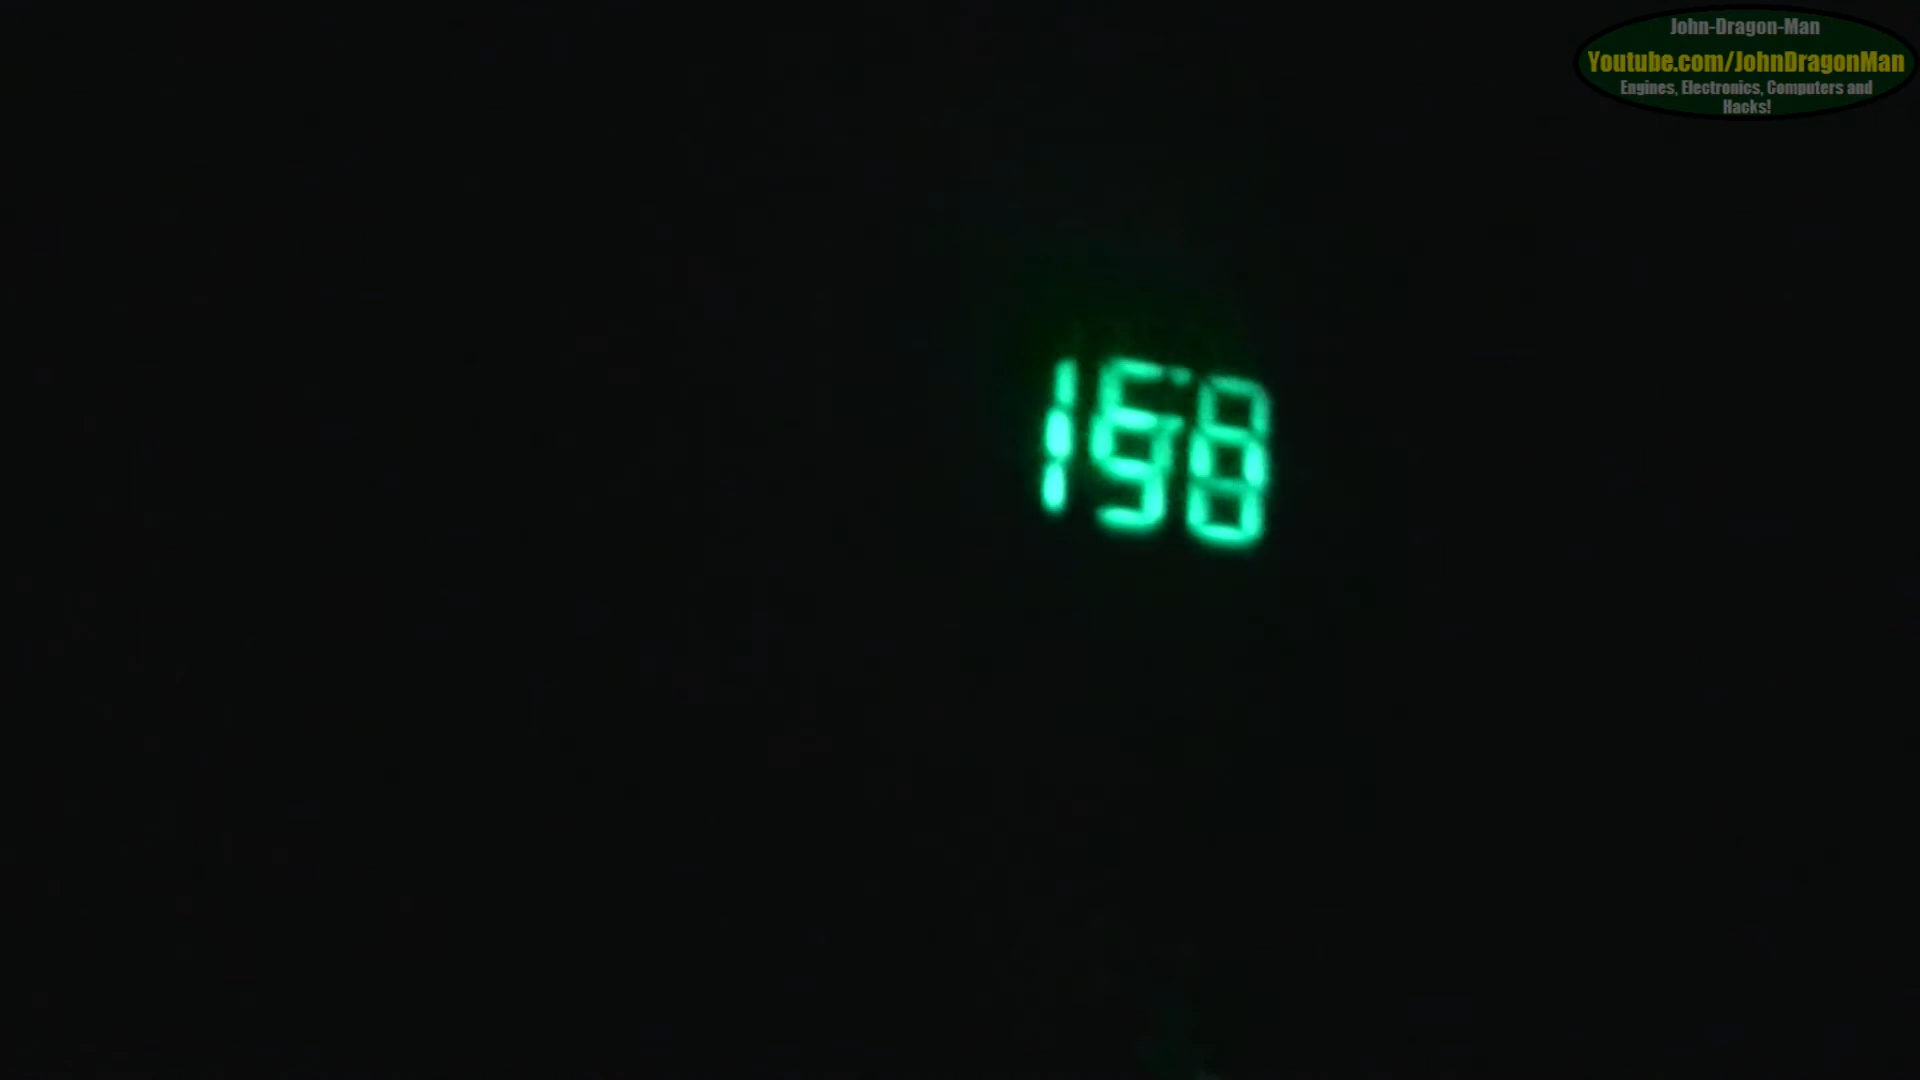 John-Dragon-Man
Youtube.com/JohnDragonMan
Engines, Electronics, Computers and
Hacks!